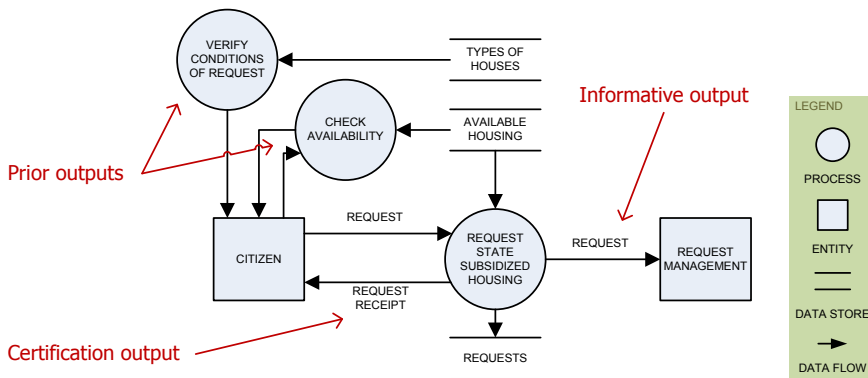 VERIFY
CONDITIONS
OF REQUEST
TYPES OF
HOUSES
Informative output
LEGEND
CHECK
AVAILABILITY
AVAILABLE
HOUSING
Prior outputs
PROCESS
REQUEST
REQUEST
STATE
SUBSIDIZED
HOUSING
REQUEST
REQUEST
MANAGEMENT
CITIZEN
ENTITY
REQUEST
RECEIPT
DATA STORE
Certification output
REQUESTS
DATA FLOW